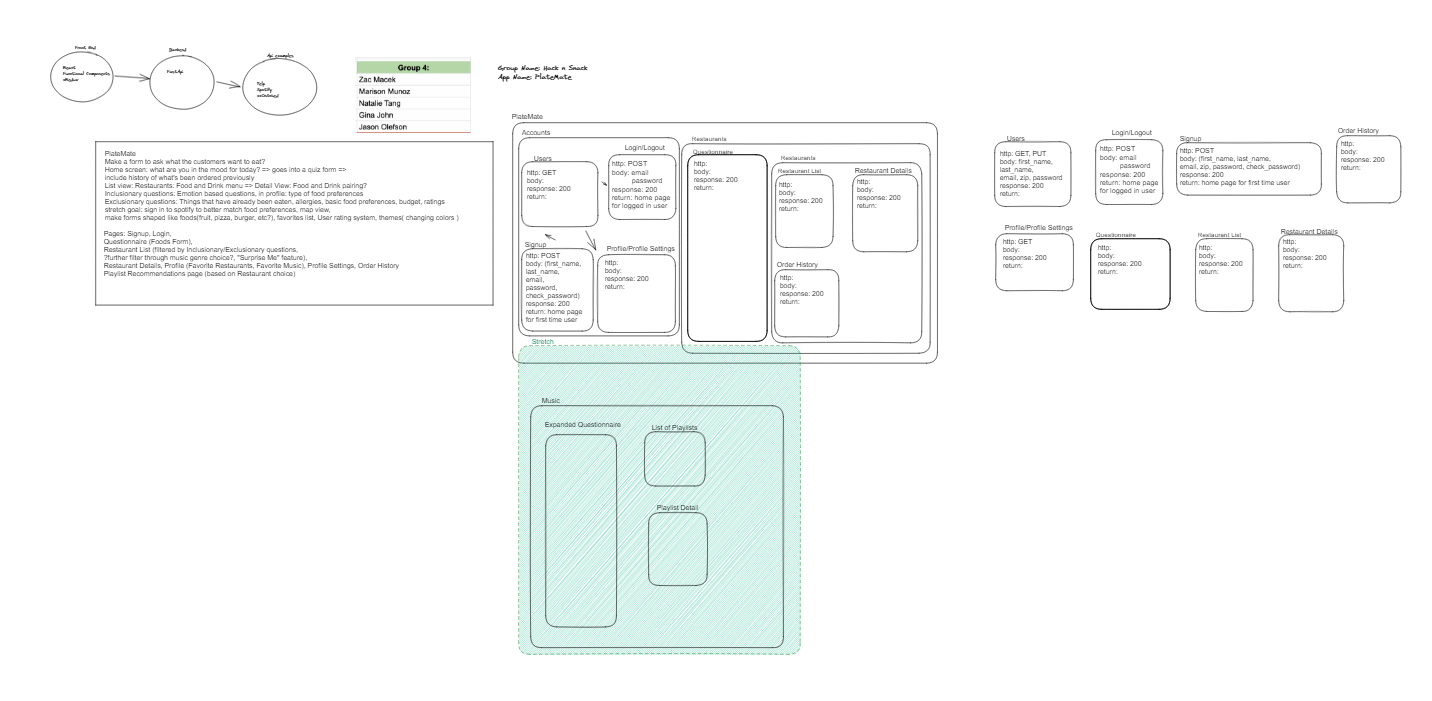 Front End
React
Functional Components
Backend
FastApi
Api examples
Yelp
Spotify
Group 4:
Zac Macek
Marison Munoz
Natalie Tang
Gina John
Jason Olefson
Group Name: Hack n Snack
App Name: PlateMate
PlateMate
Make a form to ask what the customers want to eat?
Home screen: what are you in the mood for today? => goes into a quiz form =>
include history of what's been ordered previously
List view: Restaurants: Food and Drink menu => Detail View: Food and Drink pairing?
Inclusionary questions: Emotion based questions, in profile: type of food preferences
Exclusionary questions: Things that have already been eaten, allergies, basic food preferences, budget, ratings
stretch goal: sign in to spotify to better match food preferences, map view,
make forms shaped like foods(fruit, pizza, burger, etc?), favorites list, User rating system, themes( changing colors )
Pages: Signup, Login,
Questionnaire (Foods Form),
Restaurant List (filtered by Inclusionary/Exclusionary questions,
?further filter through music genre choice?, "Surprise Me" feature),
Restaurant Details, Profile (Favorite Restaurants, Favorite Music), Profile Settings, Order History
Playlist Recommendations page (based on Restaurant choice)
PlateMate
Accounts
Users
http: GET
body:
response: 200
return:
Login/Logout
http: POST
body: email
password
response: 200
return: home page
for logged in user
Signup
http: POST
body: (first_name,
last_name,
email,
password,
check_password)
response: 200
return: home page
for first time user
Profile/Profile Settings
http:
body:
response: 200
return:
Restaurants
Questionnaire
http:
body:
response: 200
return:
Restaurants
Restaurant List
http:
body:
response: 200
return:
Restaurant Details
http:
body:
response: 200
return:
Order History
http:
body:
response: 200
return:
Stretch
Music
Expanded Questionnaire
List of Playlists
Playlist Detail
Users
http: GET, PUT
body: first_name,
last_name,
email, zip, password
response: 200
return:
Login/Logout
http: POST
body: email
password
response: 200
return: home page
for logged in user
Signup
http: POST
body: (first_name, last_name,
email, zip, password, check_password)
response: 200
return: home page for first time user
Order History
http:
body:
response: 200
return:
Profile/Profile Settings
http: GET
body:
response: 200
return:
Questionnaire
http:
body:
response: 200
return:
Restaurant List
http:
body:
response: 200
return:
Restaurant Details
http:
body:
response: 200
return: